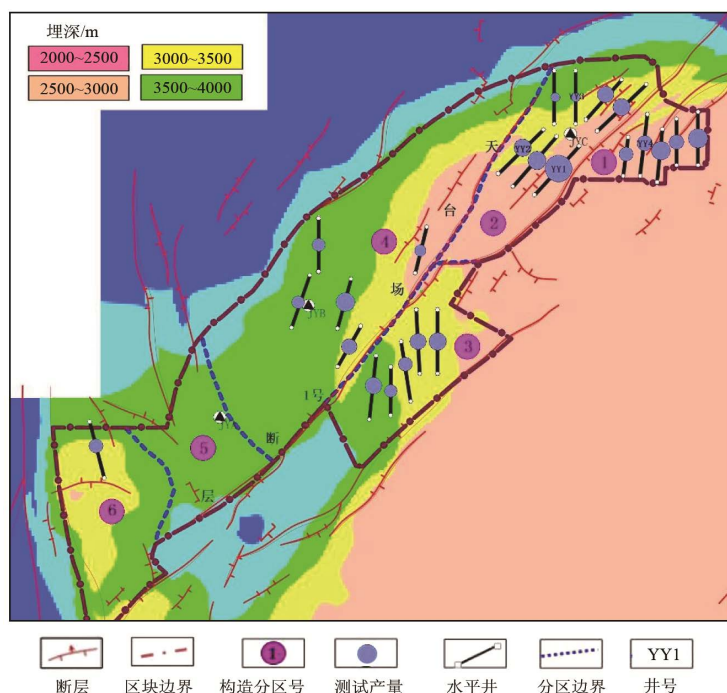 埋深/m
2000~2500 3000~3500
2500~3000 3500~4000
天
JYC
YY2
YY1
YY4
1
台
2
4
场
JYB
3
1号
断
5
层
6
1 YY1
断层 区块边界 构造分区号 测试产量 水平井 分区边界 井号